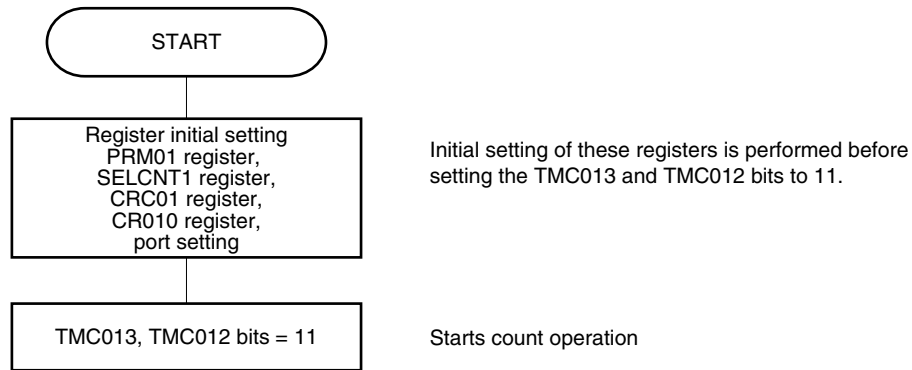 START
Register initial setting
PRM01 register,
SELCNT1 register,
CRC01 register,
CR010 register,
port setting
Initial setting of these registers is performed before
setting the TMC013 and TMC012 bits to 11.
TMC013, TMC012 bits = 11
Starts count operation